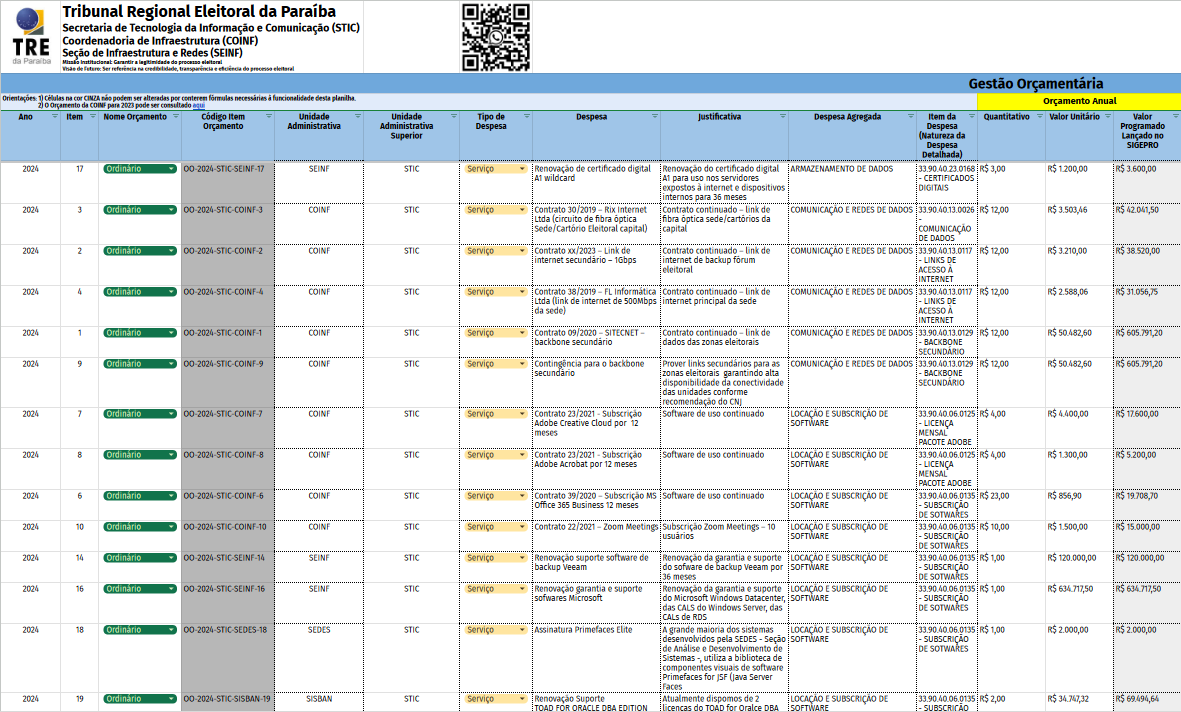 TRE
da Paraíba
Tribunal Regional Eleitoral da Paraíba
Secretaria de Tecnologia da Informação e Comunicação (STIC)
Coordenadoria de Infraestrutura (COINF)
Seção de Infraestrutura e Redes (SEINF)
Missão Institucional: Garantir a legitimidade do processo eleitoral
Visão de Futuro: Ser referência na credibilidade, transparência e eficiência do processo eleitoral
Gestão Orçamentária
Orientações: 1) Células na cor CINZA não podem ser alteradas por conterem fórmulas necessárias à funcionalidade desta planilha.
2) O Orçamento da COINF para 2023 pode ser consultado aqui
Orçamento Anual
Ano
Item
Nome Orçamento
Código Item
Orçamento
Unidade
Administrativa
Unidade
Administrativa
Superior
Tipo de
Despesa
Despesa
Justificativa
Despesa Agregada
Item da
Despesa
(Natureza da
Despesa
Detalhada)
Quantitativo
Valor Unitário
Valor
Programado
Lançado no
SIGEPRO
2024
17
Ordinário
OO-2024-STIC-SEINF-17
SEINF
STIC
Serviço
Renovação de certificado digital
A1 wildcard
Renovação do certificado digital
A1 para uso nos servidores
expostos à internet e dispositivos
internos para 36 meses
ARMAZENAMENTO DE DADOS
33.90.40.23.0168
- CERTIFICADOS
DIGITAIS
R$ 3,00
R$ 1.200,00
R$ 3.600,00
2024
3
Ordinário
OO-2024-STIC-COINF-3
COINF
STIC
Serviço
Contrato 30/2019 – Rix Internet
Ltda (circuito de fibra óptica
Sede/Cartório Eleitoral capital)
Contrato continuado – link de
fibra óptica sede/cartórios da
capital
COMUNICAÇÃO E REDES DE DADOS
33.90.40.13.0026
-
COMUNICAÇÃO
DE DADOS
R$ 12,00
R$ 3.503,46
R$ 42.041,50
2024
2
Ordinário
OO-2024-STIC-COINF-2
COINF
STIC
Serviço
Contrato xx/2023 – Link de
internet secundário – 1Gbps
Contrato continuado – link de
internet de backup fórum
eleitoral
COMUNICAÇÃO E REDES DE DADOS
33.90.40.13.0117
- LINKS DE
ACESSO À
INTERNET
R$ 12,00
R$ 3.210,00
R$ 38.520,00
2024
4
Ordinário
OO-2024-STIC-COINF-4
COINF
STIC
Serviço
Contrato 38/2019 – FL Informática
Ltda (link de internet de 500Mbps
da sede)
Contrato continuado – link de
internet principal da sede
COMUNICAÇÃO E REDES DE DADOS
33.90.40.13.0117
- LINKS DE
ACESSO À
INTERNET
R$ 12,00
R$ 2.588,06
R$ 31.056,75
2024
1
Ordinário
OO-2024-STIC-COINF-1
COINF
STIC
Serviço
Contrato 09/2020 – SITECNET –
backbone secundário
Contrato continuado – link de
dados das zonas eleitorais
COMUNICAÇÃO E REDES DE DADOS
33.90.40.13.0129
- BACKBONE
SECUNDÁRIO
R$ 12,00
R$ 50.482,60
R$ 605.791,20
2024
9
Ordinário
OO-2024-STIC-COINF-9
COINF
STIC
Serviço
Contingência para o backbone
secundário
Prover links secundários para as
zonas eleitorais garantindo alta
disponibilidade da conectividade
das unidades conforme
recomendação do CNJ
COMUNICAÇÃO E REDES DE DADOS
33.90.40.13.0129
- BACKBONE
SECUNDÁRIO
R$ 12,00
R$ 50.482,60
R$ 605.791,20
2024
7
Ordinário
OO-2024-STIC-COINF-7
COINF
STIC
Serviço
Contrato 23/2021 - Subscrição
Adobe Creative Cloud por 12
meses
Software de uso continuado
LOCAÇÃO E SUBSCRIÇÃO DE
SOFTWARE
33.90.40.06.0125
- LICENÇA
MENSAL
PACOTE ADOBE
R$ 4,00
R$ 4.400,00
R$ 17.600,00
2024
8
Ordinário
OO-2024-STIC-COINF-8
COINF
STIC
Serviço
Contrato 23/2021 - Subscrição
Adobe Acrobat por 12 meses
Software de uso continuado
LOCAÇÃO E SUBSCRIÇÃO DE
SOFTWARE
33.90.40.06.0125
- LICENÇA
MENSAL
PACOTE ADOBE
R$ 4,00
R$ 1.300,00
R$ 5.200,00
2024
6
Ordinário
OO-2024-STIC-COINF-6
COINF
STIC
Serviço
Contrato 39/2020 – Subscrição MS
Office 365 Business 12 meses
Software de uso continuado
LOCAÇÃO E SUBSCRIÇÃO DE
SOFTWARE
33.90.40.06.0135
- SUBSCRIÇÃO
DE SOTWARES
R$ 23,00
R$ 856,90
R$ 19.708,70
2024
10
Ordinário
OO-2024-STIC-COINF-10
COINF
STIC
Serviço
Contrato 22/2021 – Zoom Meetings
Subscrição Zoom Meetings – 10
usuários
LOCAÇÃO E SUBSCRIÇÃO DE
SOFTWARE
33.90.40.06.0135
- SUBSCRIÇÃO
DE SOTWARES
R$ 10,00
R$ 1.500,00
R$ 15.000,00
2024
14
Ordinário
OO-2024-STIC-SEINF-14
SEINF
STIC
Serviço
Renovação suporte software de
backup Veeam
Renovação da garantia e suporte
do sofware de backup Veeam por
36 meses
LOCAÇÃO E SUBSCRIÇÃO DE
SOFTWARE
33.90.40.06.0135
- SUBSCRIÇÃO
DE SOTWARES
R$ 1,00
R$ 120.000,00
R$ 120.000,00
2024
16
Ordinário
OO-2024-STIC-SEINF-16
SEINF
STIC
Serviço
Renovação garantia e suporte
sofwares Microsoft
Renovação da garantia e suporte
do Microsoft Windows Datacenter,
das CALS do Windows Server, das
CALs de RDS
LOCAÇÃO E SUBSCRIÇÃO DE
SOFTWARE
33.90.40.06.0135
- SUBSCRIÇÃO
DE SOTWARES
R$ 1,00
R$ 634.717,50
R$ 634.717,50
2024
18
Ordinário
OO-2024-STIC-SEDES-18
SEDES
STIC
Serviço
Assinatura Primefaces Elite
A grande maioria dos sistemas
desenvolvidos pela SEDES - Seção
de Análise e Desenvolvimento de
Sistemas -, utiliza a biblioteca de
componentes visuais de software
Primefaces for JSF (Java Server
Faces
LOCAÇÃO E SUBSCRIÇÃO DE
SOFTWARE
33.90.40.06.0135
- SUBSCRIÇÃO
DE SOTWARES
R$ 1,00
R$ 2.000,00
R$ 2.000,00
2024
19
Ordinário
OO-2024-STIC-SISBAN-19
SISBAN
STIC
Serviço
Renovação Suporte
TOAD FOR ORACLE DBA EDITION
Atualmente dispomos de 2
licenças do TOAD for Oralce DBA
LOCAÇÃO E SUBSCRIÇÃO DE
SOFTWARE
33.90.40.06.0135
- SUBSCRIÇÃO
R$ 2,00
R$ 34.747,32
R$ 69.494,64